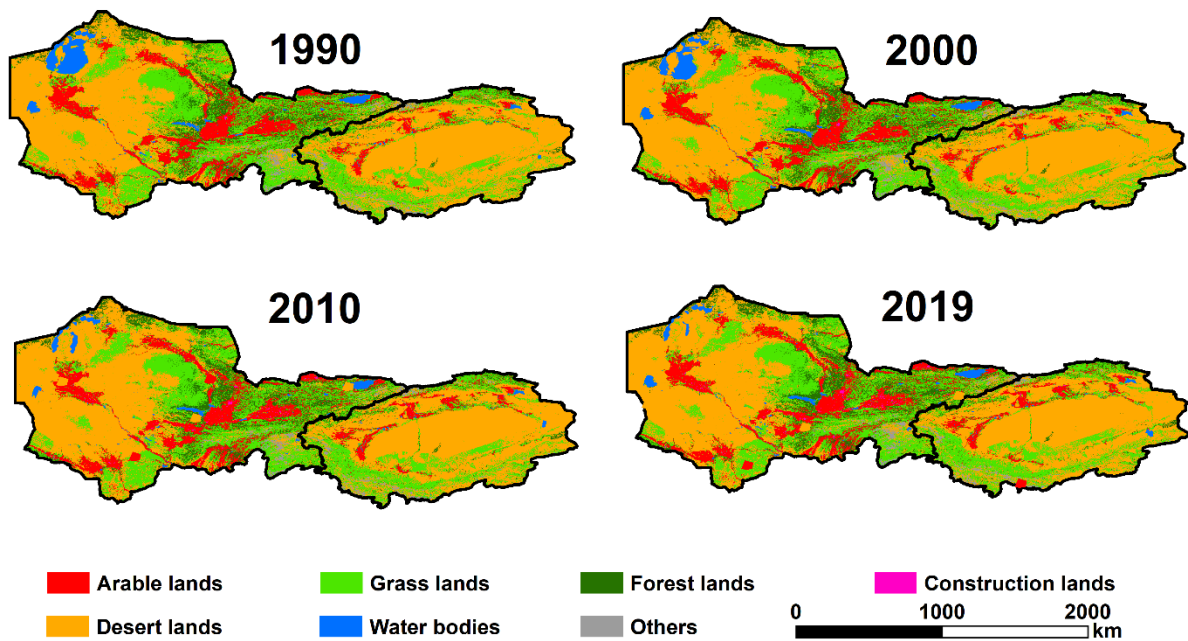 1990
2000
2010
2019
Arable lands
Grass lands
Forest lands
Construction lands
Desert lands
Water bodies
Others
0 1000 2000
km